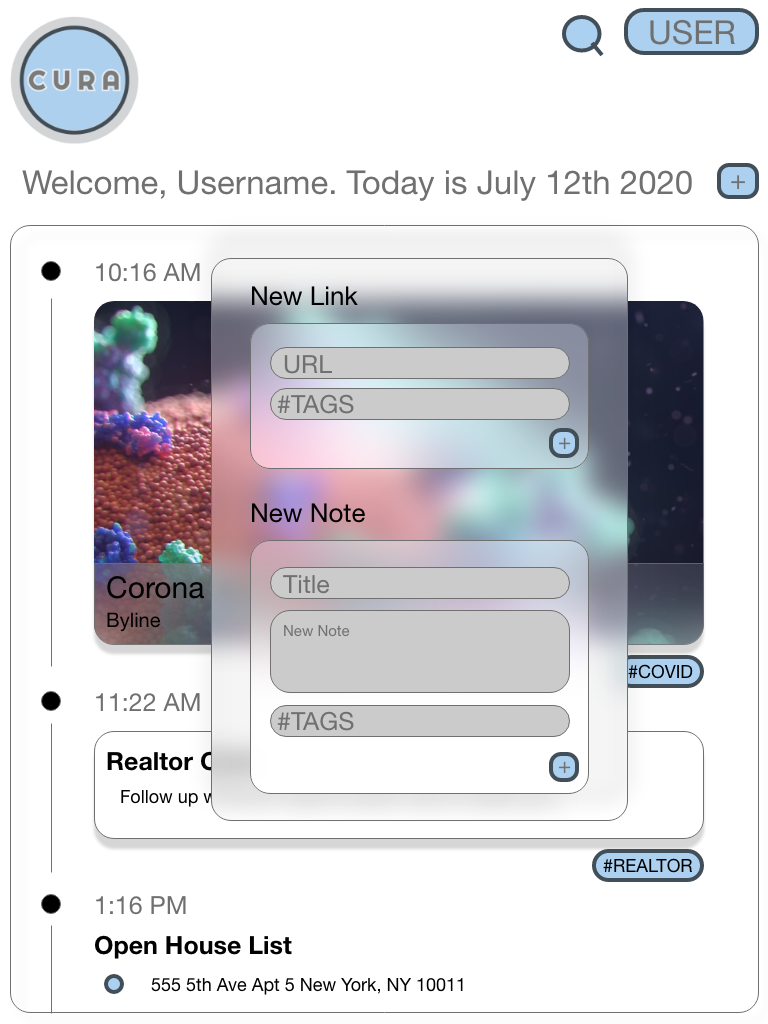 CURA
USER
Welcome, Username. Today is July 12th 2020
+
10:16 AM
New Link
URL
#TAGS
+
New Note
Title
New Note
#TAGS
+
Corona
Byline
#COVID
11:22 AM
Realtor
Follow up
#REALTOR
1:16 PM
Open House List
555 5th Ave Apt 5 New York, NY 10011